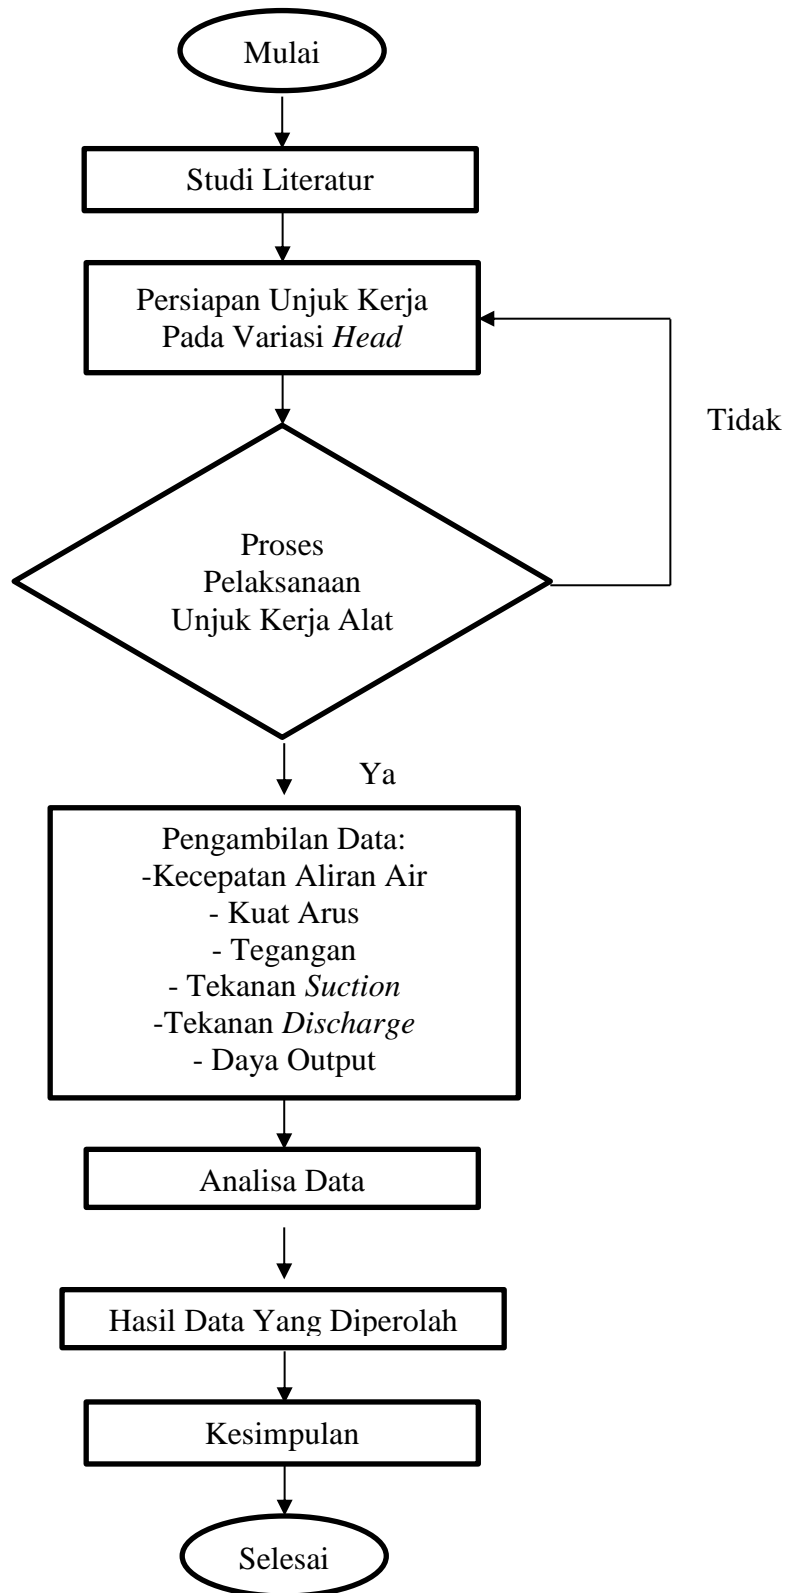 Mulai
Studi Literatur
Persiapan Unjuk Kerja
Pada Variasi Head
Tidak
Proses
Pelaksanaan
Unjuk Kerja Alat
Ya
Pengambilan Data:
-Kecepatan Aliran Air
- Kuat Arus
- Tegangan
- Tekanan Suction
-Tekanan Discharge
- Daya Output
Analisa Data
Hasil Data Yang Diperolah
Kesimpulan
Selesai